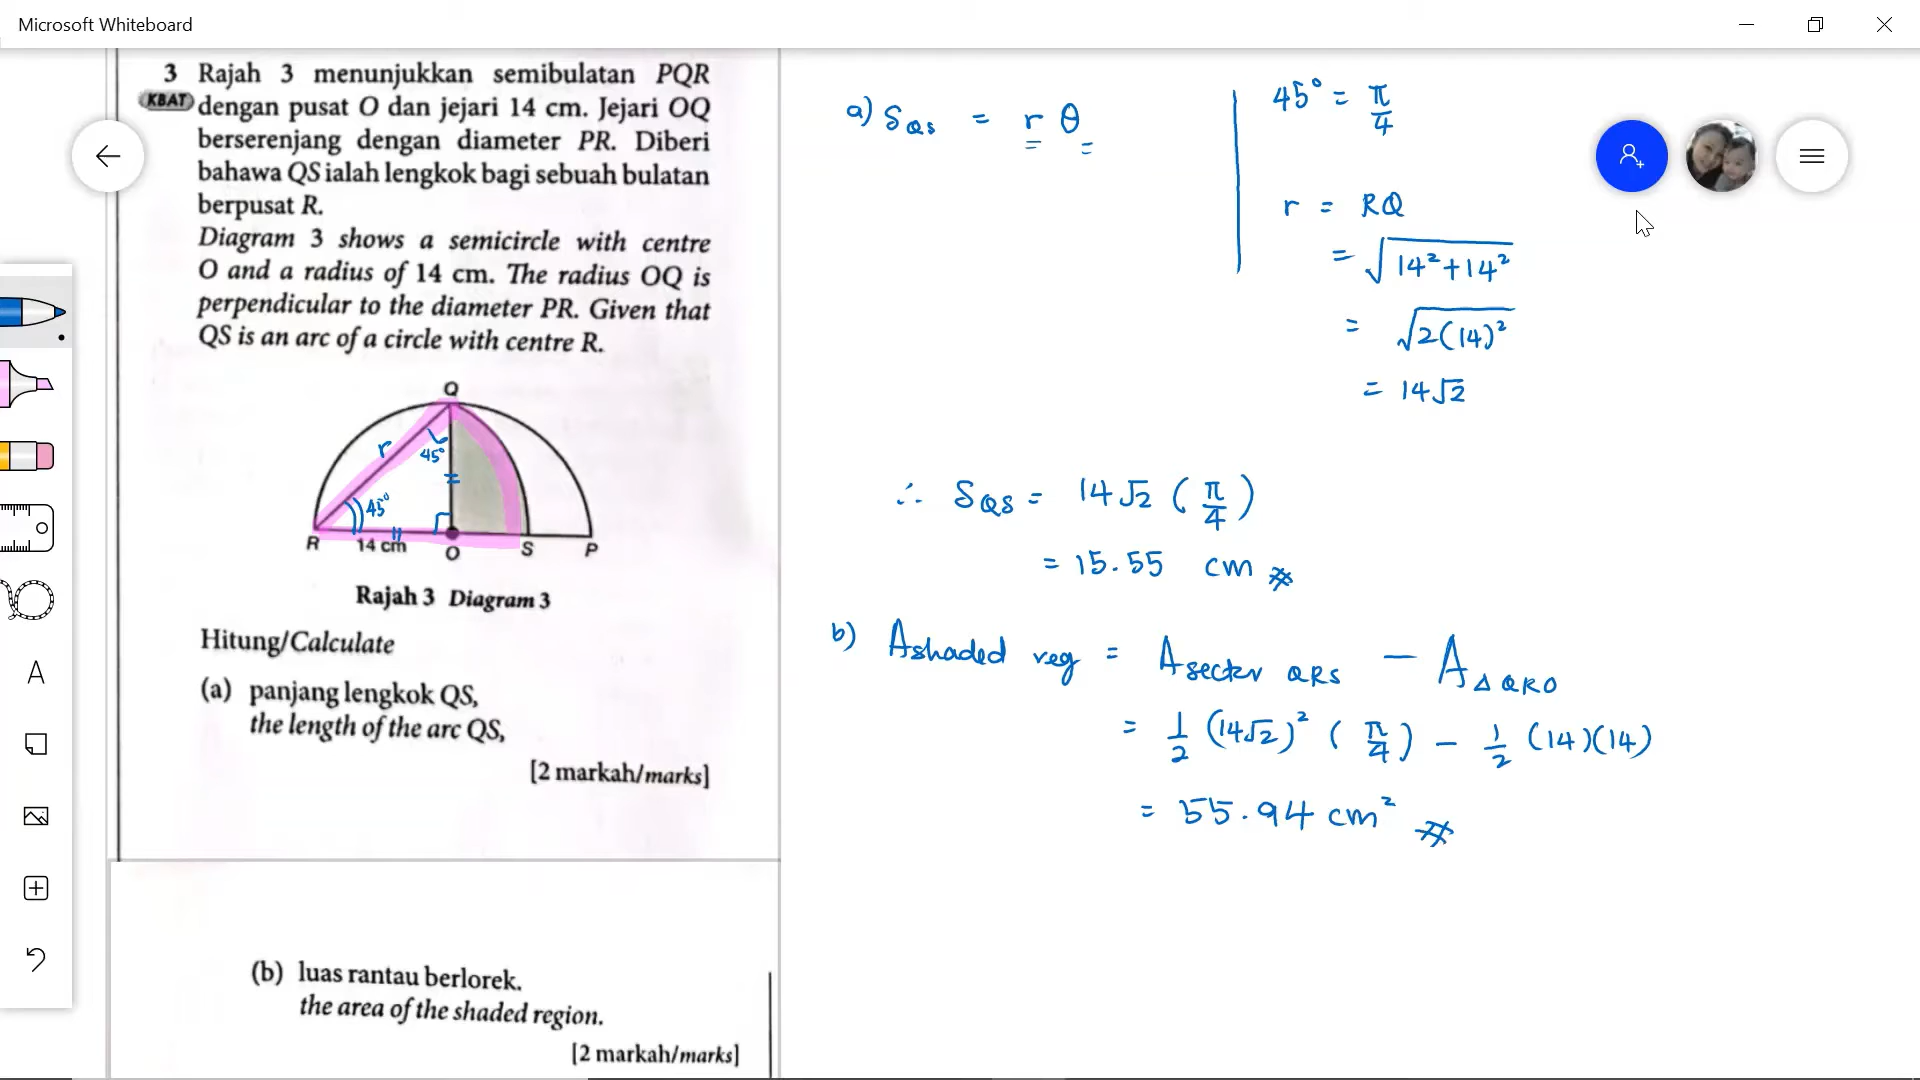 Microsoft Whiteboard
3 Rajah 3 menunjukkan semibulatan PQR
KBAT dengan pusat O dan jejari 14 cm. Jejari OQ
berserenjang dengan diameter PR. Diberi
bahawa QS ialah lengkok bagi sebuah bulatan
berpusat R.
Diagram 3 shows a semicircle with centre
O and a radius of 14 cm. The radius OQ is
perpendicular to the diameter PR. Given that
QS is an arc of a circle with centre R.
Q
r
45°
45°
R 14 cm O S P
Rajah 3 Diagram 3
Hitung/Calculate
(a) panjang lengkok QS,
the length of the arc QS,
[2 markah/marks]
(b) luas rantau berlorek.
the area of the shaded region.
[2 markah/marks]
a) SQS = r θ
45° = π/4
r = RQ
= √14² + 14²
= √2(14)²
= 14√2
∴ SQS = 14√2 (π/4)
= 15.55 cm #
b) Ashaded reg = Asector QRS − A△QRO
= 1/2 (14√2)² (π/4) − 1/2 (14)(14)
= 55.94 cm² #
A